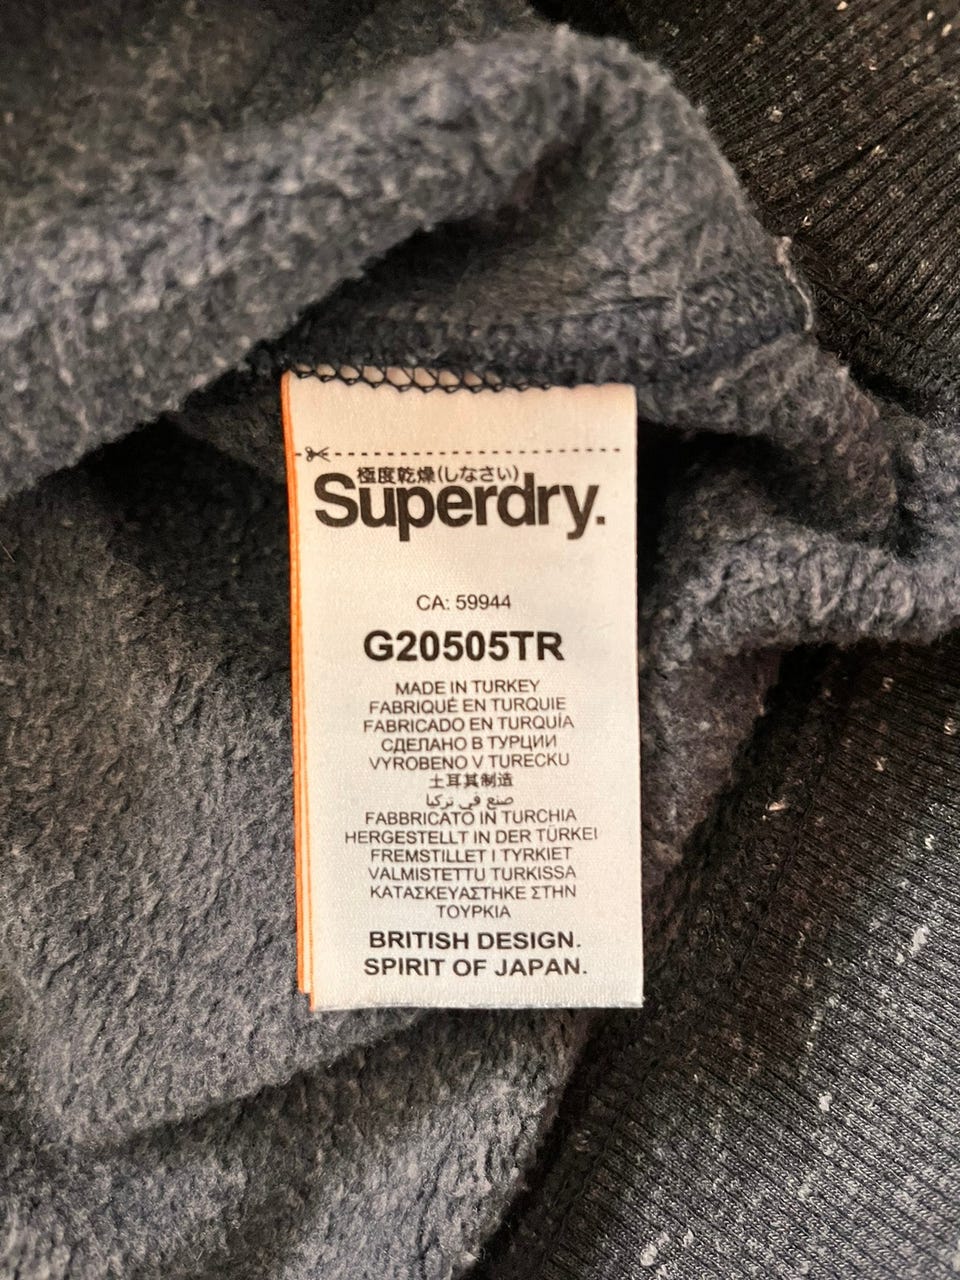 極度乾燥(しなさい)
Superdry.
CA: 59944
G20505TR
MADE IN TURKEY
FABRIQUÉ EN TURQUIE
FABRICADO EN TURQUÍA
СДЕЛАНО В ТУРЦИИ
VYROBENO V TURECKU
土耳其制造
صنع في تركيا
FABBRICATO IN TURCHIA
HERGESTELLT IN DER TÜRKEI
FREMSTILLET I TYRKIET
VALMISTETTU TURKISSA
ΚΑΤΑΣΚΕΥΑΣΤΗΚΕ ΣΤΗΝ
ΤΟΥΡΚΙΑ
BRITISH DESIGN.
SPIRIT OF JAPAN.